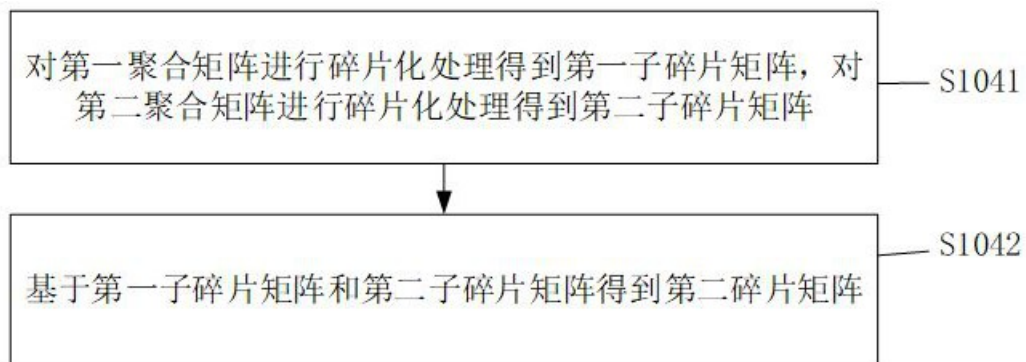 对第一聚合矩阵进行碎片化处理得到第一子碎片矩阵，对
第二聚合矩阵进行碎片化处理得到第二子碎片矩阵
S1041
基于第一子碎片矩阵和第二子碎片矩阵得到第二碎片矩阵
S1042